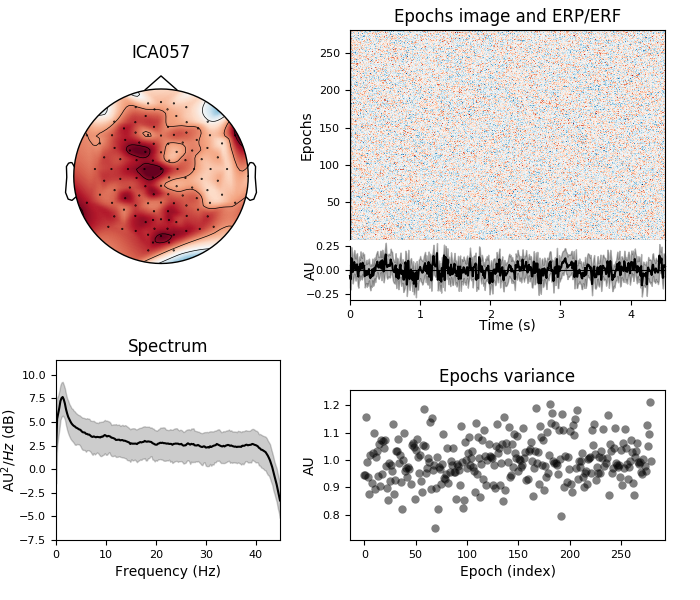 ICA057
Epochs image and ERP/ERF
Epochs
250
200
150
100
50
AU
0.25
0.00
−0.25
0 1 2 3 4
Time (s)
Spectrum
AU²/Hz (dB)
10.0
7.5
5.0
2.5
0.0
−2.5
−5.0
−7.5
0 10 20 30 40
Frequency (Hz)
Epochs variance
AU
1.2
1.1
1.0
0.9
0.8
0 50 100 150 200 250
Epoch (index)